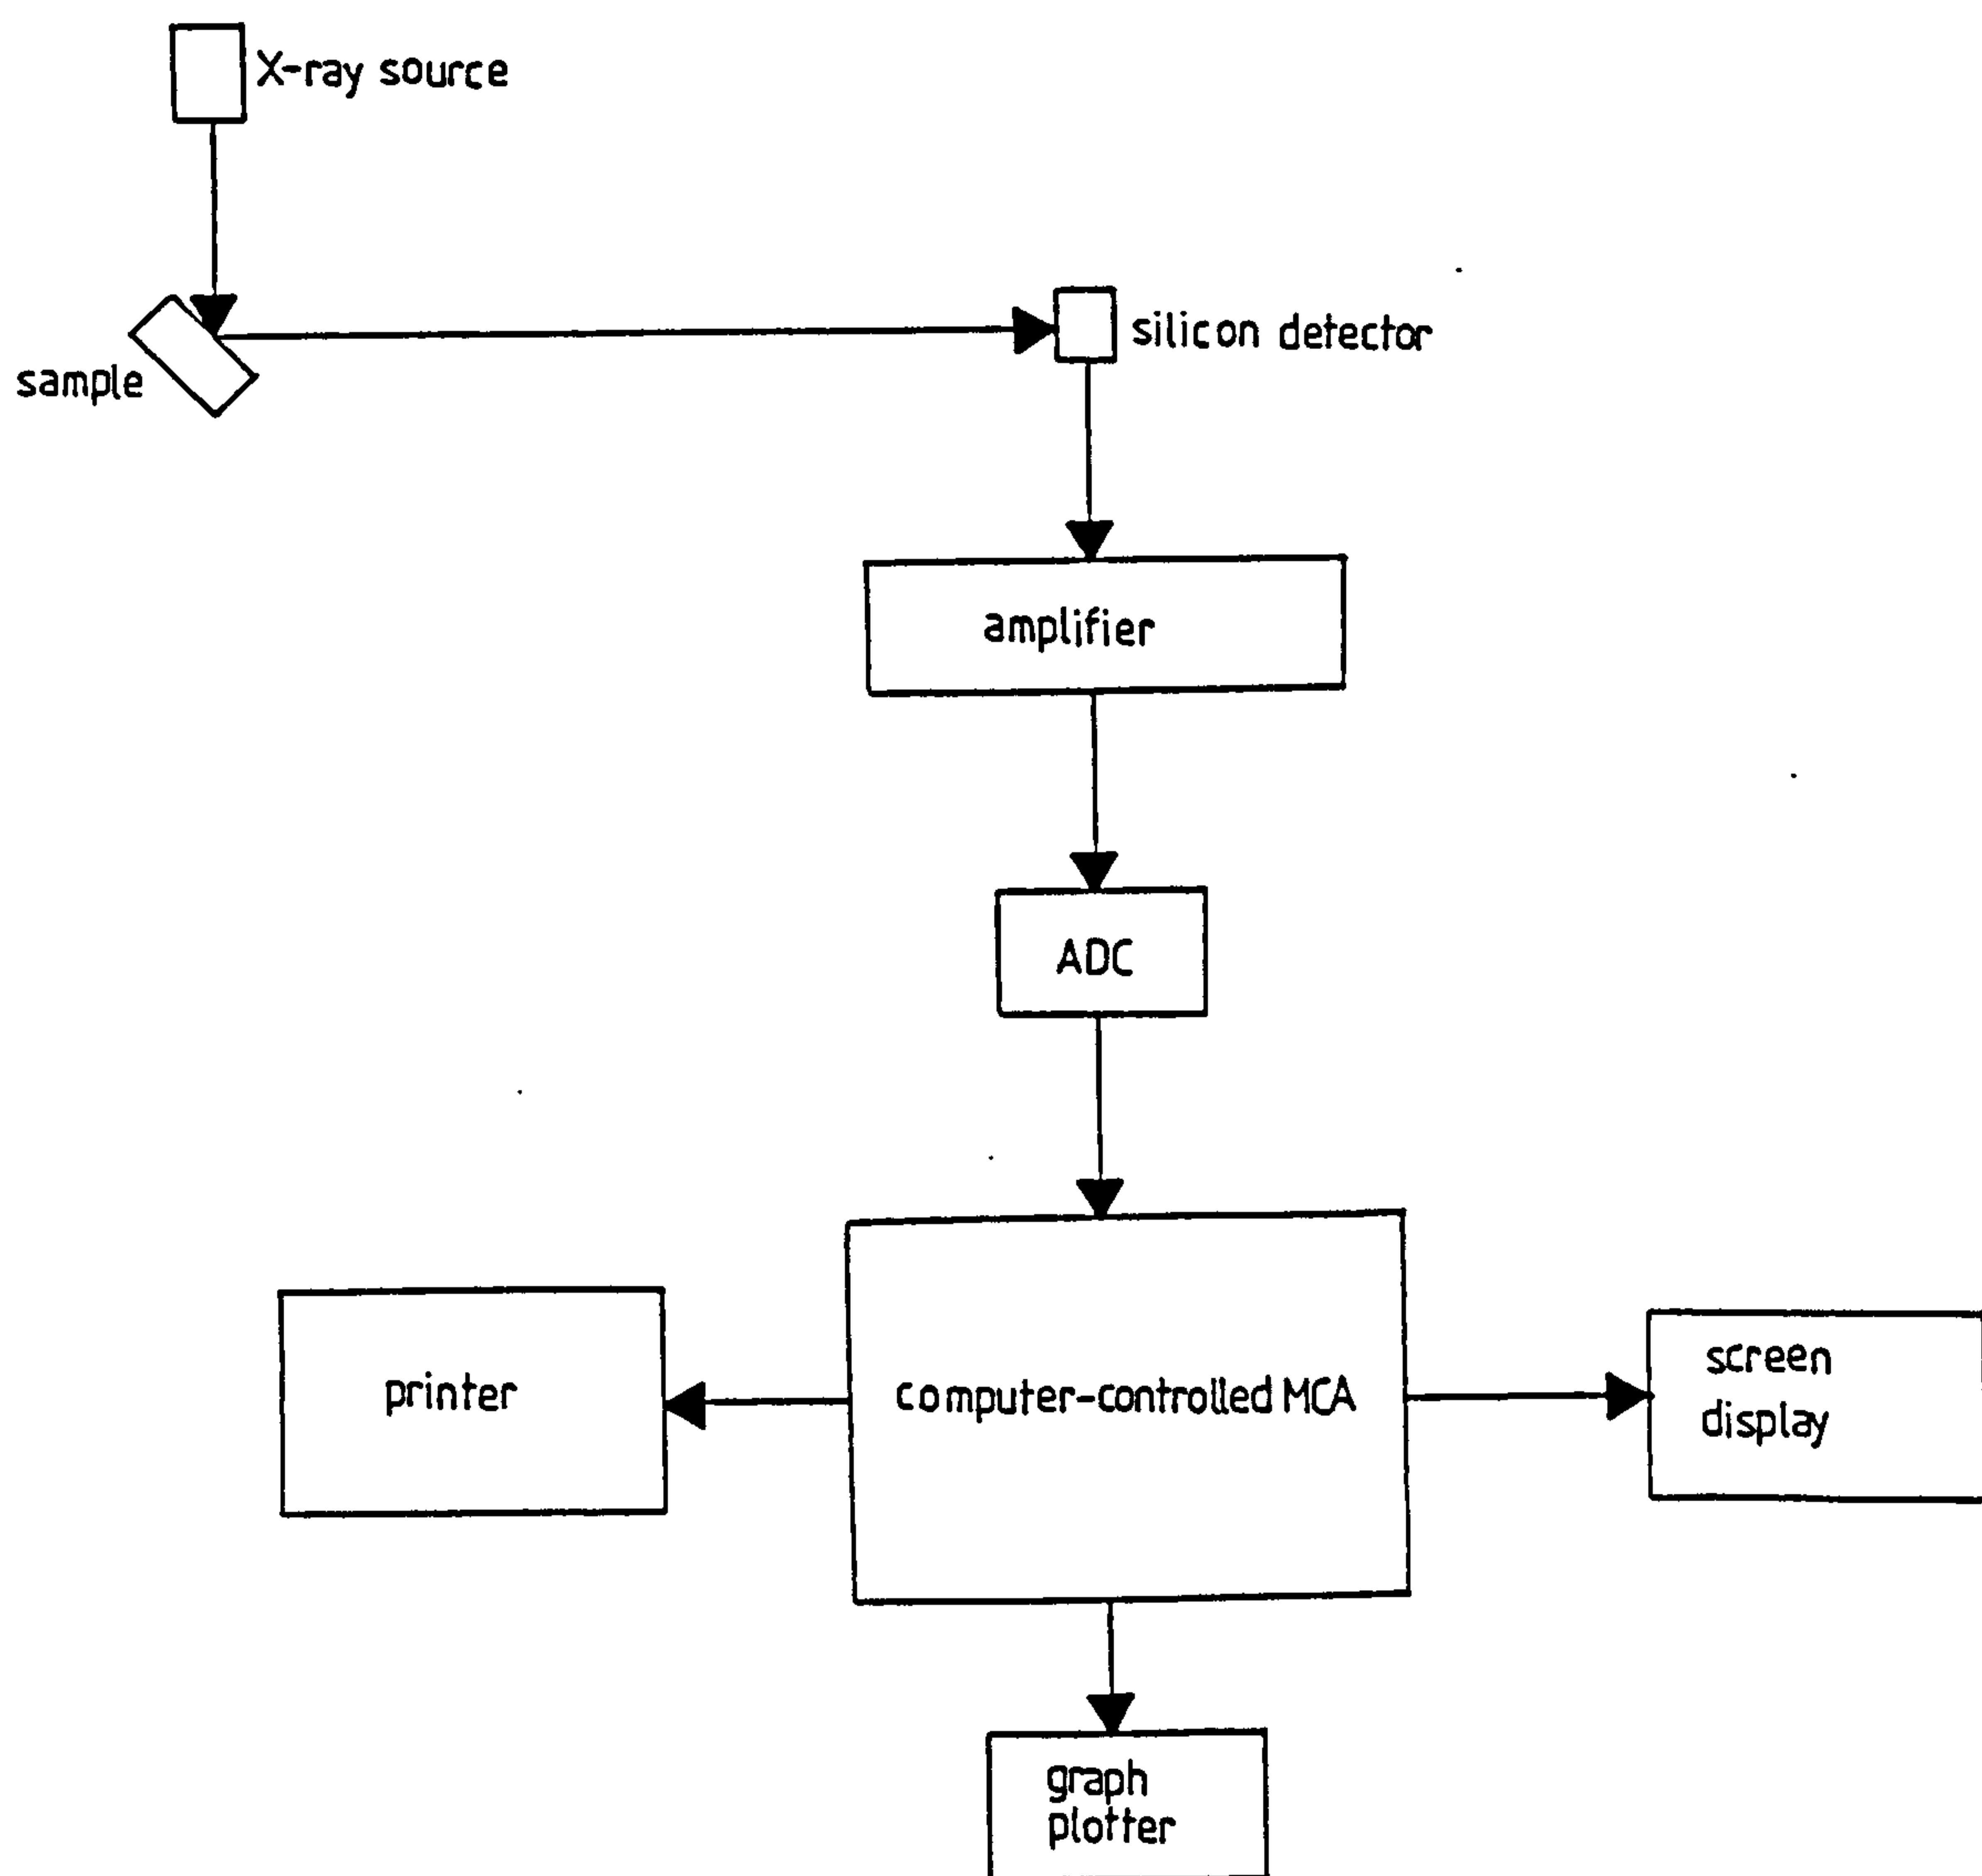 X-ray source
sample
silicon detector
amplifier
ADC
printer
computer-controlled MCA
screen
display
graph
plotter